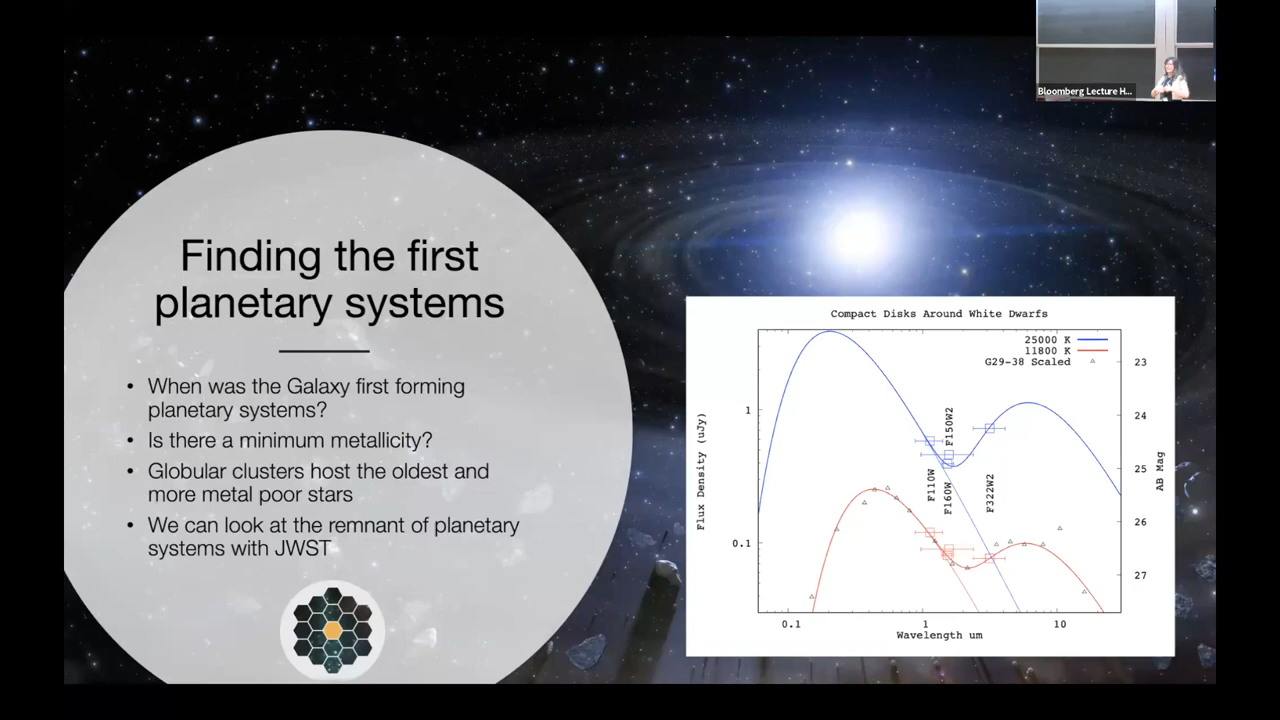 Bloomberg Lecture H...
Finding the first
planetary systems
• When was the Galaxy first forming
planetary systems?
• Is there a minimum metallicity?
• Globular clusters host the oldest and
more metal poor stars
• We can look at the remnant of planetary
systems with JWST
Compact Disks Around White Dwarfs
25000 K
11800 K
G29-38 Scaled
Flux Density (uJy)
1
0.1
F110W
F150W2
F160W
F322W2
23
24
25
26
27
AB Mag
0.1 1 10
Wavelength um